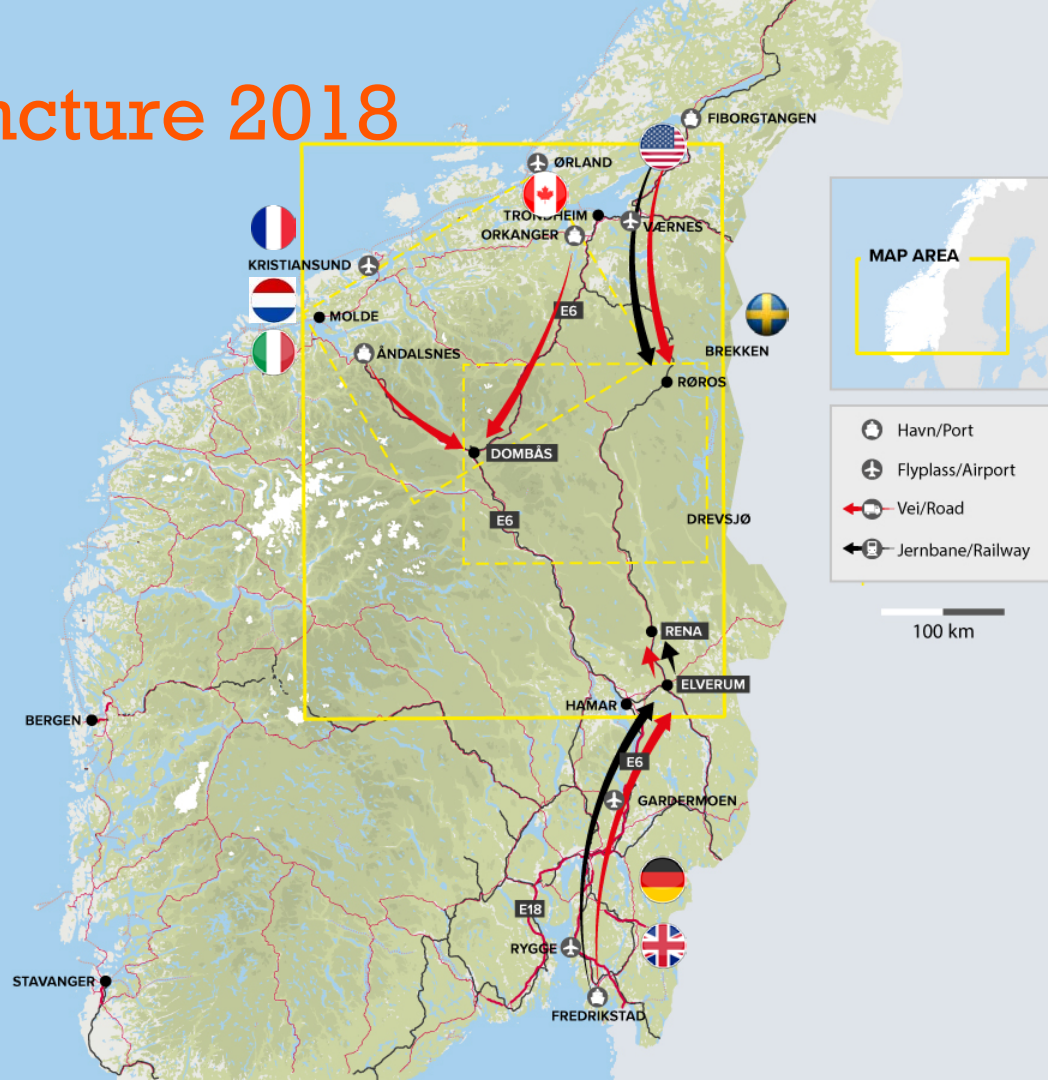 ncture 2018
FIBORGTANGEN
ØRLAND
TRONDHEIM
ORKANGER
VÆRNES
KRISTIANSUND
MAP AREA
E6
MOLDE
BREKKEN
ÅNDALSNES
RØROS
Havn/Port
DOMBÅS
Flyplass/Airport
Vei/Road
E6
DREVSJØ
Jernbane/Railway
100 km
RENA
ELVERUM
HAMAR
BERGEN
E6
GARDERMOEN
E18
RYGGE
STAVANGER
FREDRIKSTAD